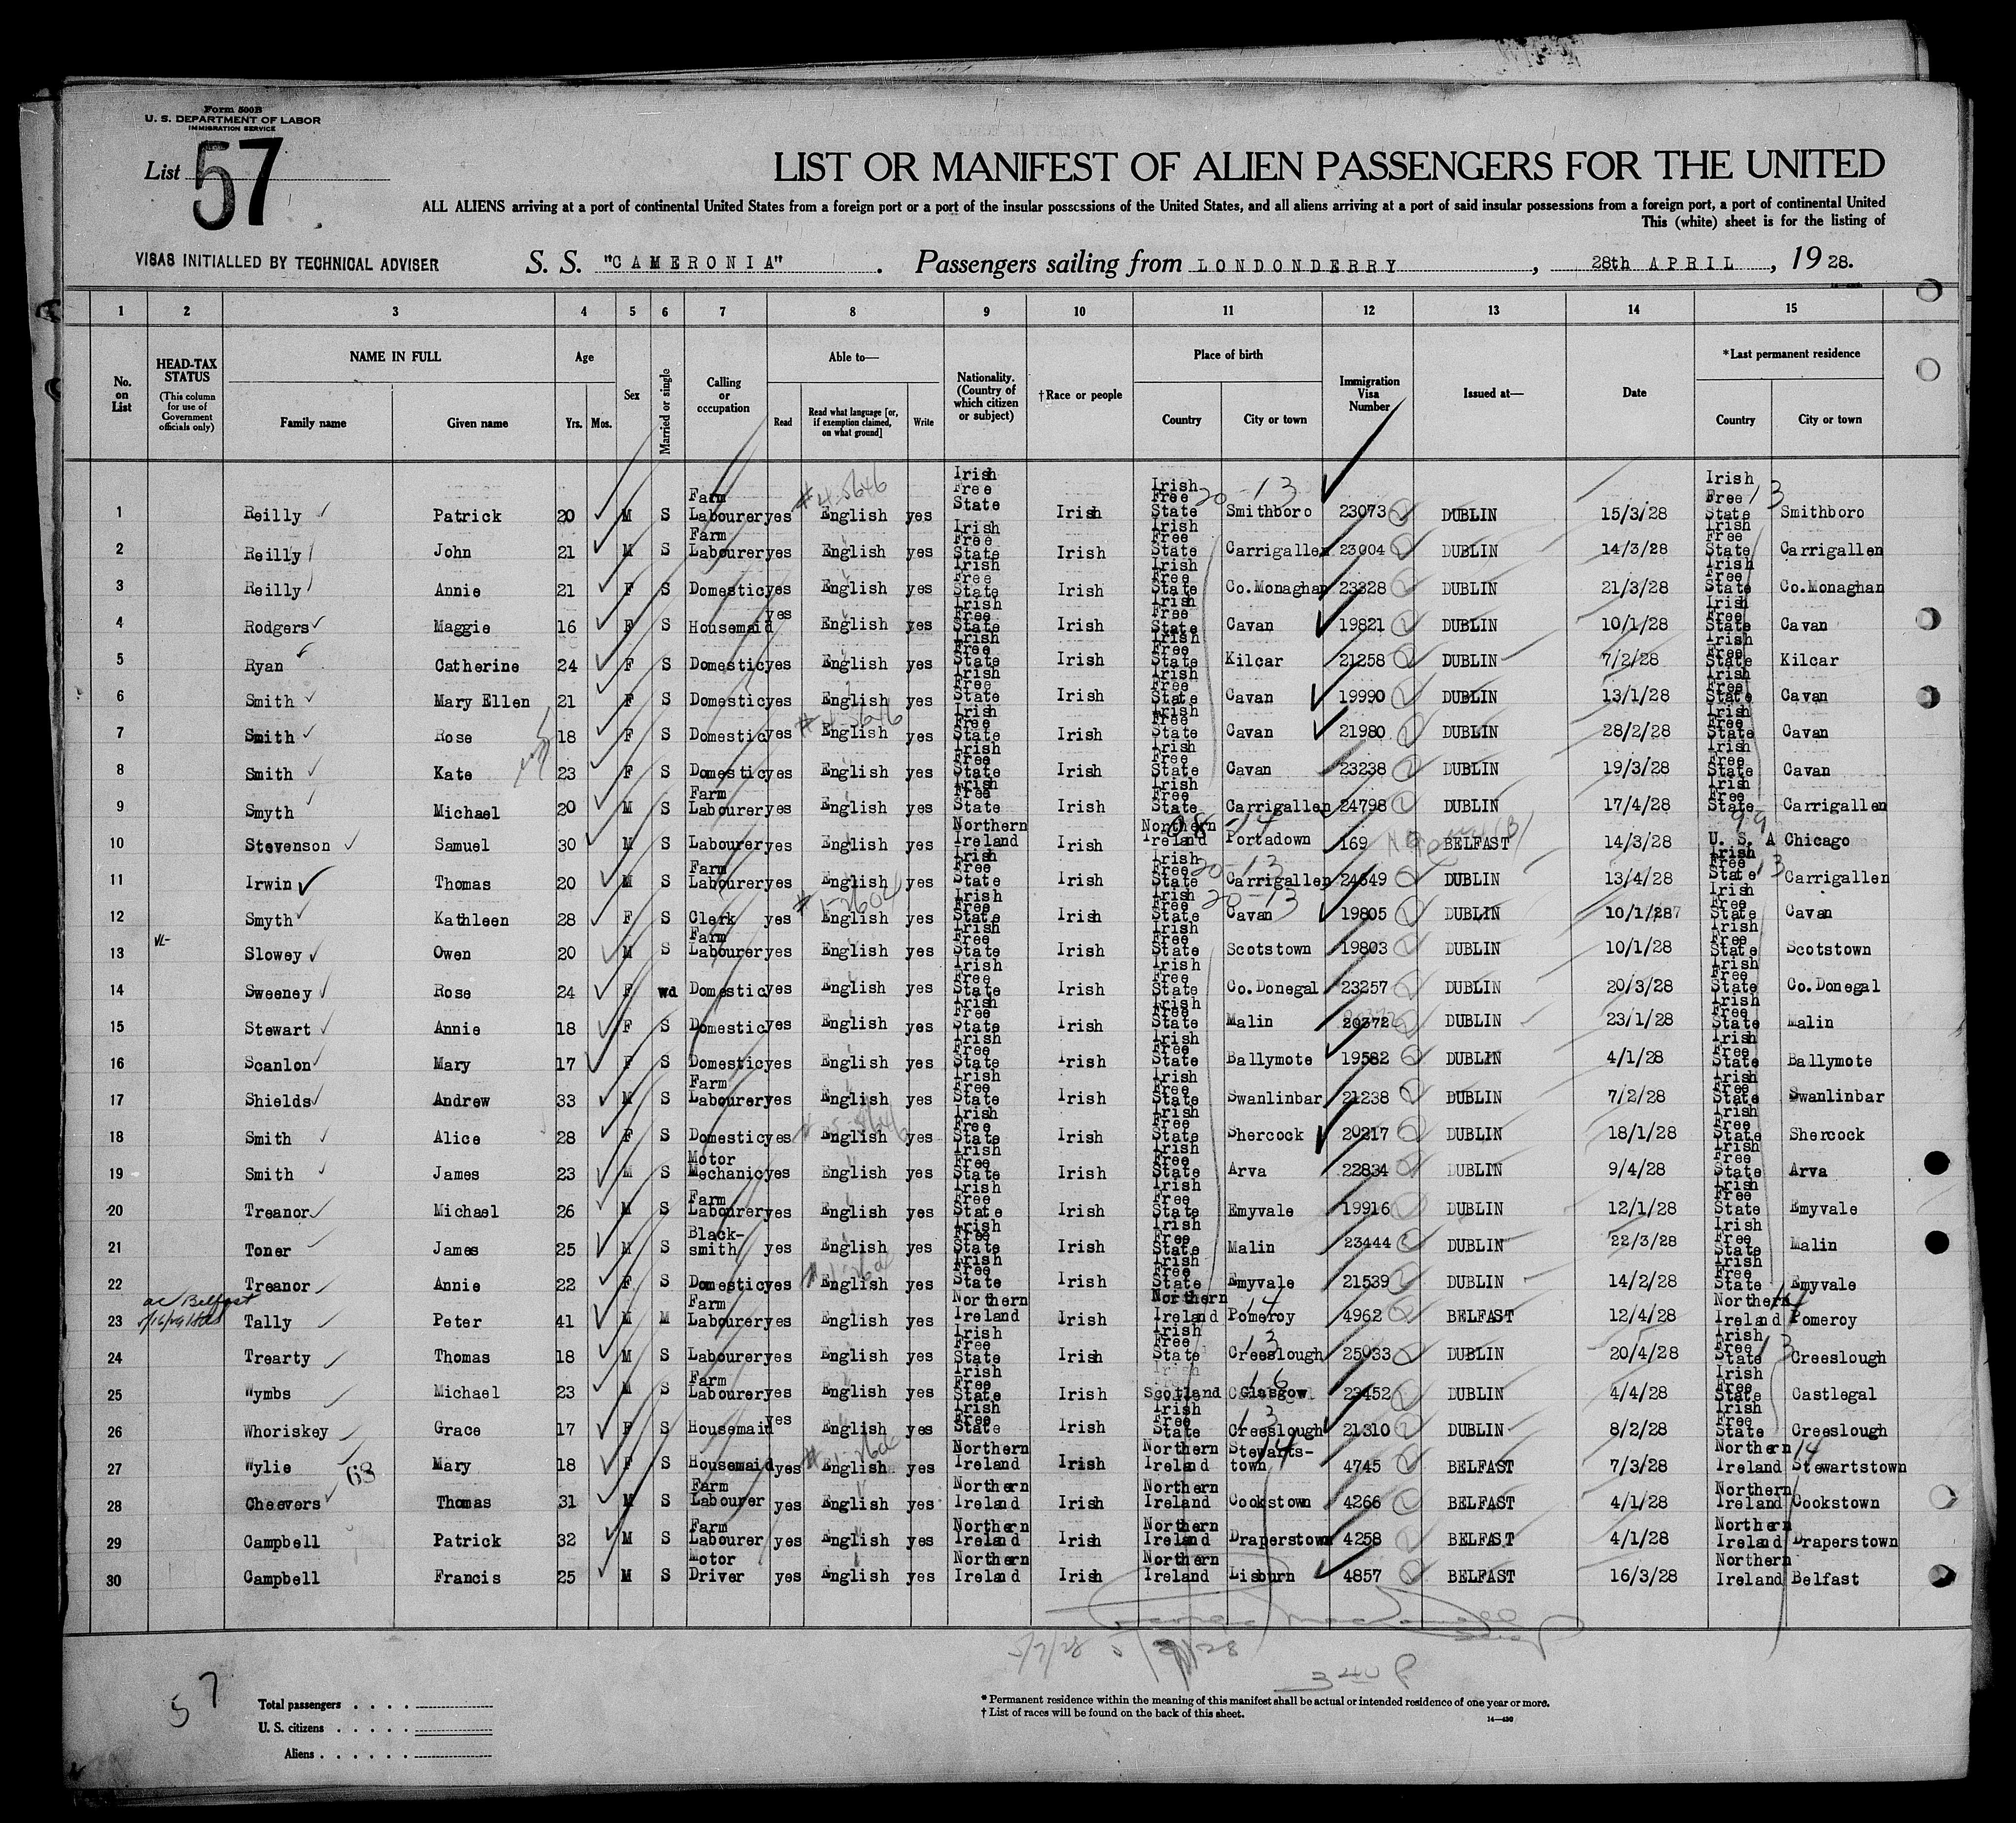 Form 500B
U. S. DEPARTMENT OF LABOR
IMMIGRATION SERVICE
List 57
LIST OR MANIFEST OF ALIEN PASSENGERS FOR THE UNITED
ALL ALIENS arriving at a port of continental United States from a foreign port or a port of the insular possessions of the United States, and all aliens arriving at a port of said insular possessions from a foreign port, a port of continental United
This (white) sheet is for the listing of
VISAS INITIALLED BY TECHNICAL ADVISER
S. S. "CAMERONIA" . Passengers sailing from LONDONDERRY , 28th APRIL , 1928.
1 2 3 4 5 6 7 8 9 10 11 12 13 14 15
No. on List
HEAD-TAX STATUS (This column for use of Government officials only)
NAME IN FULL Family name Given name
Age Yrs. Mos.
Sex
Married or single
Calling or occupation
Able to— Read Read what language [or, if exemption claimed, on what ground] Write
Nationality. (Country of which citizen or subject)
†Race or people
Place of birth Country City or town
Immigration Visa Number
Issued at—
Date
*Last permanent residence Country City or town
1 Reilly Patrick 20 M S Farm Labourer yes English yes Irish Free State Irish Irish Free State Smithboro 23073 DUBLIN 15/3/28 Irish Free State Smithboro
2 Reilly John 21 M S Farm Labourer yes English yes Irish Free State Irish Irish Free State Carrigallen 23004 DUBLIN 14/3/28 Irish Free State Carrigallen
3 Reilly Annie 21 F S Domestic yes English yes Irish Free State Irish Irish Free State Co.Monaghan 23328 DUBLIN 21/3/28 Irish Free State Co.Monaghan
4 Rodgers Maggie 16 F S Housemaid yes English yes Irish Free State Irish Irish Free State Cavan 19821 DUBLIN 10/1/28 Irish Free State Cavan
5 Ryan Catherine 24 F S Domestic yes English yes Irish Free State Irish Irish Free State Kilcar 21258 DUBLIN 7/2/28 Irish Free State Kilcar
6 Smith Mary Ellen 21 F S Domestic yes English yes Irish Free State Irish Irish Free State Cavan 19990 DUBLIN 13/1/28 Irish Free State Cavan
7 Smith Rose 18 F S Domestic yes English yes Irish Free State Irish Irish Free State Cavan 21980 DUBLIN 28/2/28 Irish Free State Cavan
8 Smith Kate 23 F S Domestic yes English yes Irish Free State Irish Irish Free State Cavan 23238 DUBLIN 19/3/28 Irish Free State Cavan
9 Smyth Michael 20 M S Farm Labourer yes English yes Irish Free State Irish Irish Free State Carrigallen 24798 DUBLIN 17/4/28 Irish Free State Carrigallen
10 Stevenson Samuel 30 M S Labourer yes English yes Northern Ireland Irish Northern Ireland Portadown 169 BELFAST 14/3/28 U. S. A Chicago
11 Irwin Thomas 20 M S Farm Labourer yes English yes Irish Free State Irish Irish Free State Carrigallen 24649 DUBLIN 13/4/28 Irish Free State Carrigallen
12 Smyth Kathleen 28 F S Clerk yes English yes Irish Free State Irish Irish Free State Cavan 19805 DUBLIN 10/1/28 Irish Free State Cavan
13 Slowey Owen 20 M S Farm Labourer yes English yes Irish Free State Irish Irish Free State Scotstown 19803 DUBLIN 10/1/28 Irish Free State Scotstown
14 Sweeney Rose 24 F wd Domestic yes English yes Irish Free State Irish Irish Free State Co.Donegal 23257 DUBLIN 20/3/28 Irish Free State Co.Donegal
15 Stewart Annie 18 F S Domestic yes English yes Irish Free State Irish Irish Free State Malin 20372 DUBLIN 23/1/28 Irish Free State Malin
16 Scanlon Mary 17 F S Domestic yes English yes Irish Free State Irish Irish Free State Ballymote 19582 DUBLIN 4/1/28 Irish Free State Ballymote
17 Shields Andrew 33 M S Farm Labourer yes English yes Irish Free State Irish Irish Free State Swanlinbar 21238 DUBLIN 7/2/28 Irish Free State Swanlinbar
18 Smith Alice 28 F S Domestic yes English yes Irish Free State Irish Irish Free State Shercock 20217 DUBLIN 18/1/28 Irish Free State Shercock
19 Smith James 23 M S Motor Mechanic yes English yes Irish Free State Irish Irish Free State Arva 22834 DUBLIN 9/4/28 Irish Free State Arva
20 Treanor Michael 26 M S Farm Labourer yes English yes Irish Free State Irish Irish Free State Emyvale 19916 DUBLIN 12/1/28 Irish Free State Emyvale
21 Toner James 25 M S Black-smith yes English yes Irish Free State Irish Irish Free State Malin 23444 DUBLIN 22/3/28 Irish Free State Malin
22 Treanor Annie 22 F S Domestic yes English yes Irish Free State Irish Irish Free State Emyvale 21539 DUBLIN 14/2/28 Irish Free State Emyvale
23 Tally Peter 41 M M Farm Labourer yes English yes Northern Ireland Irish Northern Ireland Pomeroy 4962 BELFAST 12/4/28 Northern Ireland Pomeroy
24 Trearty Thomas 18 M S Labourer yes English yes Irish Free State Irish Irish Free State Creeslough 25033 DUBLIN 20/4/28 Irish Free State Creeslough
25 Wymbs Michael 23 M S Farm Labourer yes English yes Irish Free State Irish Scotland Glasgow 23452 DUBLIN 4/4/28 Irish Free State Castlegal
26 Whoriskey Grace 17 F S Housemaid yes English yes Irish Free State Irish Irish Free State Creeslough 21310 DUBLIN 8/2/28 Irish Free State Creeslough
27 Wylie 68 Mary 18 F S Housemaid yes English yes Northern Ireland Irish Northern Ireland Stewarts-town 4745 BELFAST 7/3/28 Northern Ireland Stewartstown
28 Cheevers Thomas 31 M S Farm Labourer yes English yes Northern Ireland Irish Northern Ireland Cookstown 4266 BELFAST 4/1/28 Northern Ireland Cookstown
29 Campbell Patrick 32 M S Farm Labourer yes English yes Northern Ireland Irish Northern Ireland Draperstown 4258 BELFAST 4/1/28 Northern Ireland Draperstown
30 Campbell Francis 25 M S Motor Driver yes English yes Northern Ireland Irish Northern Ireland Lisburn 4857 BELFAST 16/3/28 Northern Ireland Belfast
57
Total passengers . . . .
U. S. citizens . . . . .
Aliens . . . . . .
* Permanent residence within the meaning of this manifest shall be actual or intended residence of one year or more.
† List of races will be found on the back of this sheet.
14—430